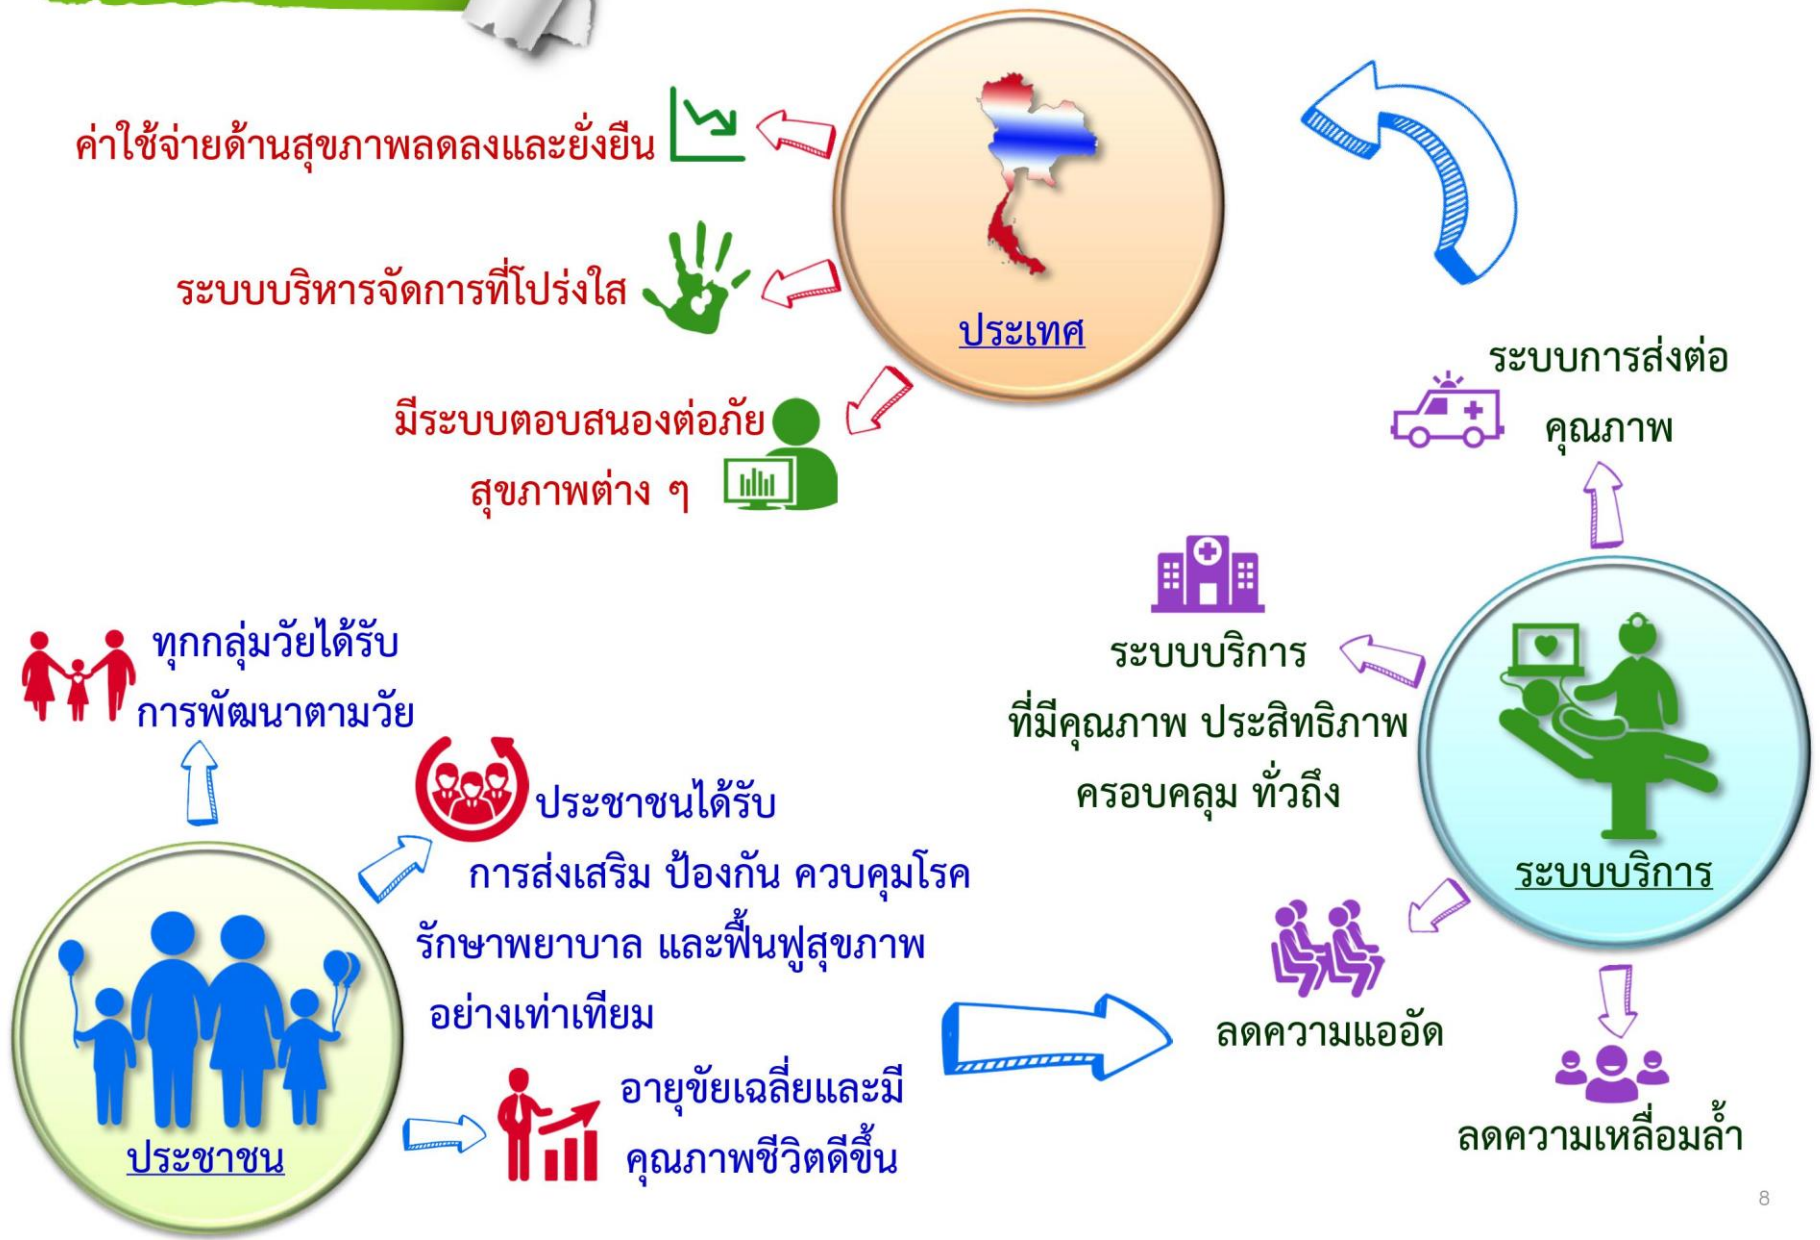 ค่าใช้จ่ายด้านสุขภาพลดลงและยั่งยืน
ระบบบริหารจัดการที่โปร่งใส
มีระบบตอบสนองต่อภัย
สุขภาพต่าง ๆ
ประเทศ
ระบบการส่งต่อ
คุณภาพ
ระบบบริการ
ที่มีคุณภาพ ประสิทธิภาพ
ครอบคลุม ทั่วถึง
ระบบบริการ
ลดความแออัด
ลดความเหลื่อมล้ำ
ทุกกลุ่มวัยได้รับ
การพัฒนาตามวัย
ประชาชนได้รับ
การส่งเสริม ป้องกัน ควบคุมโรค
รักษาพยาบาล และฟื้นฟูสุขภาพ
อย่างเท่าเทียม
อายุขัยเฉลี่ยและมี
คุณภาพชีวิตดีขึ้น
ประชาชน
8